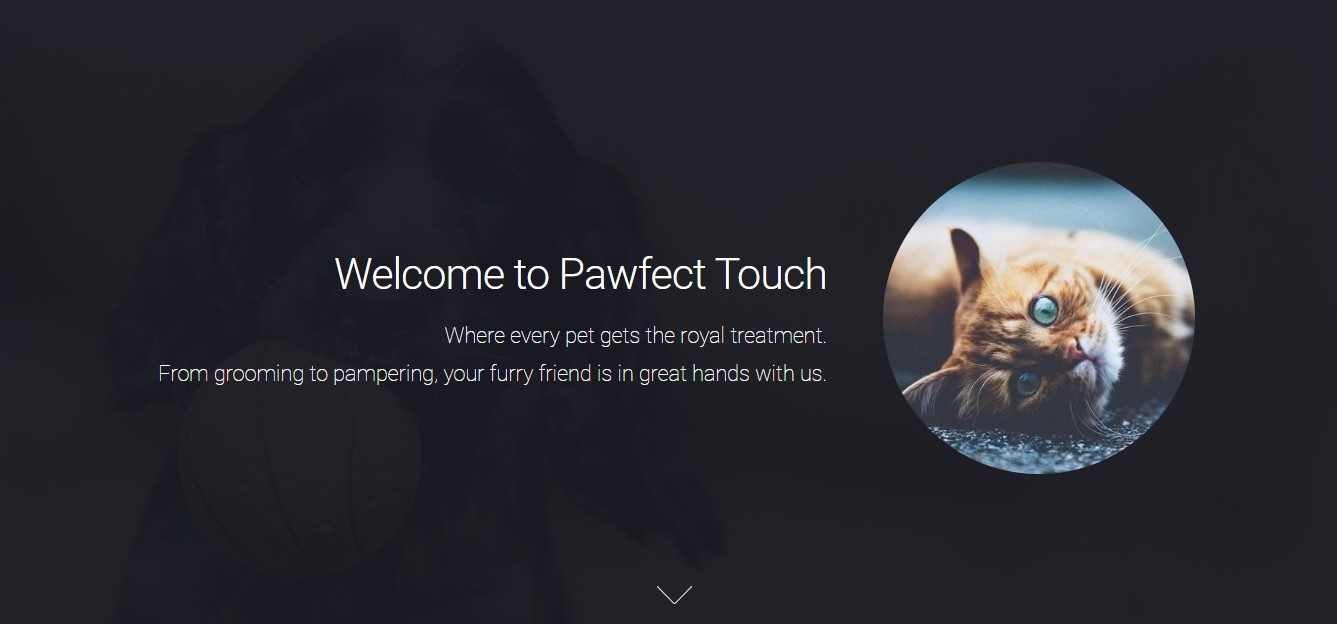 Welcome to Pawfect Touch
Where every pet gets the royal treatment.
From grooming to pampering, your furry friend is in great hands with us.